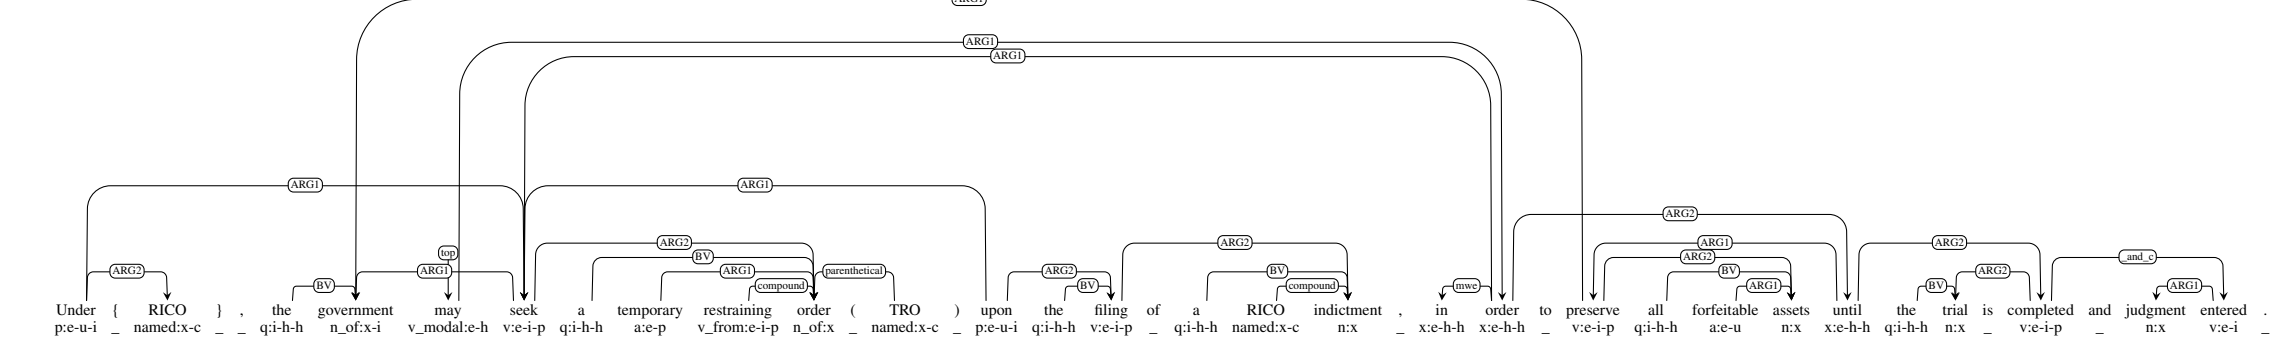 ARG1
ARG1
ARG1
ARG1 ARG1
ARG2
top ARG2 ARG2 ARG1 ARG2
BV ARG2 _and_c
ARG2 ARG1 ARG1 parenthetical ARG2 BV BV ARG2
BV compound BV compound mwe ARG1 BV ARG1
Under { RICO } , the government may seek a temporary restraining order ( TRO ) upon the filing of a RICO indictment , in order to preserve all forfeitable assets until the trial is completed and judgment entered .
p:e-u-i _ named:x-c _ _ q:i-h-h n_of:x-i v_modal:e-h v:e-i-p q:i-h-h a:e-p v_from:e-i-p n_of:x _ named:x-c _ p:e-u-i q:i-h-h v:e-i-p _ q:i-h-h named:x-c n:x _ x:e-h-h x:e-h-h _ v:e-i-p q:i-h-h a:e-u n:x x:e-h-h q:i-h-h n:x _ v:e-i-p _ n:x v:e-i _